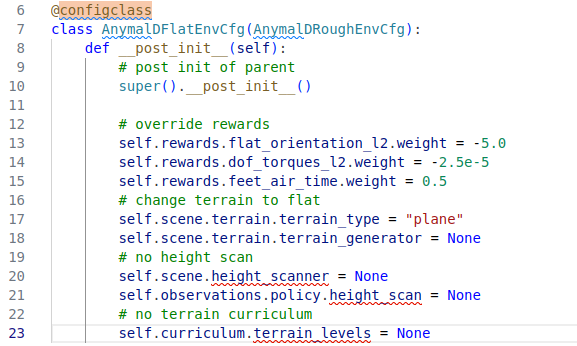 6 @configclass
7 class AnymalDFlatEnvCfg(AnymalDRoughEnvCfg):
8     def __post_init__(self):
9         # post init of parent
10         super().__post_init__()
11
12         # override rewards
13         self.rewards.flat_orientation_l2.weight = -5.0
14         self.rewards.dof_torques_l2.weight = -2.5e-5
15         self.rewards.feet_air_time.weight = 0.5
16         # change terrain to flat
17         self.scene.terrain.terrain_type = "plane"
18         self.scene.terrain.terrain_generator = None
19         # no height scan
20         self.scene.height_scanner = None
21         self.observations.policy.height_scan = None
22         # no terrain curriculum
23         self.curriculum.terrain_levels = None